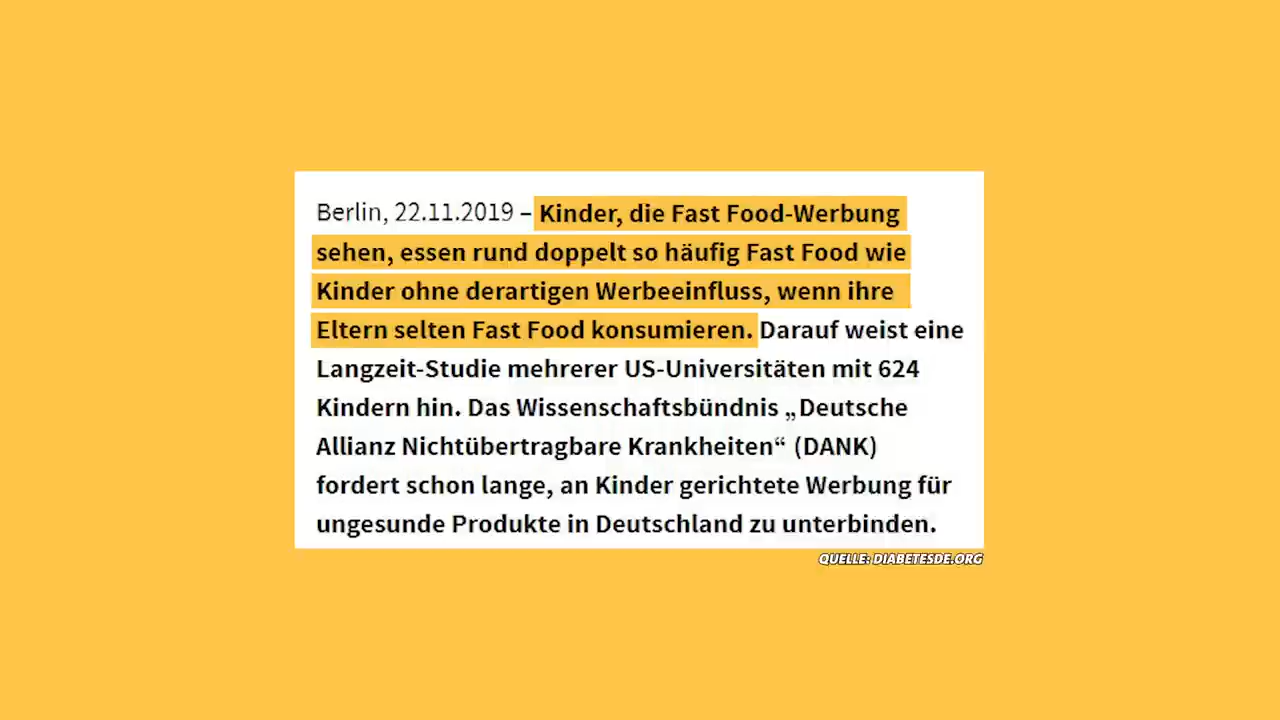 Berlin, 22.11.2019 – Kinder, die Fast Food-Werbung
sehen, essen rund doppelt so häufig Fast Food wie
Kinder ohne derartigen Werbeeinfluss, wenn ihre
Eltern selten Fast Food konsumieren. Darauf weist eine
Langzeit-Studie mehrerer US-Universitäten mit 624
Kindern hin. Das Wissenschaftsbündnis „Deutsche
Allianz Nichtübertragbare Krankheiten“ (DANK)
fordert schon lange, an Kinder gerichtete Werbung für
ungesunde Produkte in Deutschland zu unterbinden.
QUELLE: DIABETESDE.ORG